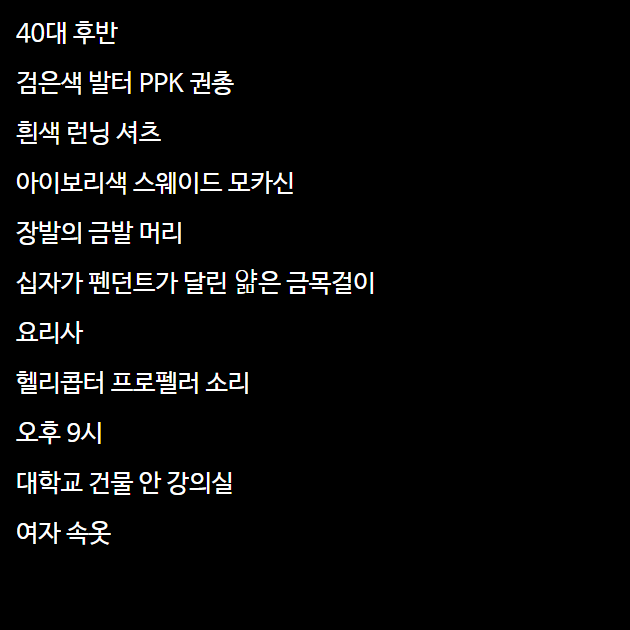 40대 후반
검은색 발터 PPK 권총
흰색 런닝 셔츠
아이보리색 스웨이드 모카신
장발의 금발 머리
십자가 펜던트가 달린 얊은 금목걸이
요리사
헬리콥터 프로펠러 소리
오후 9시
대학교 건물 안 강의실
여자 속옷